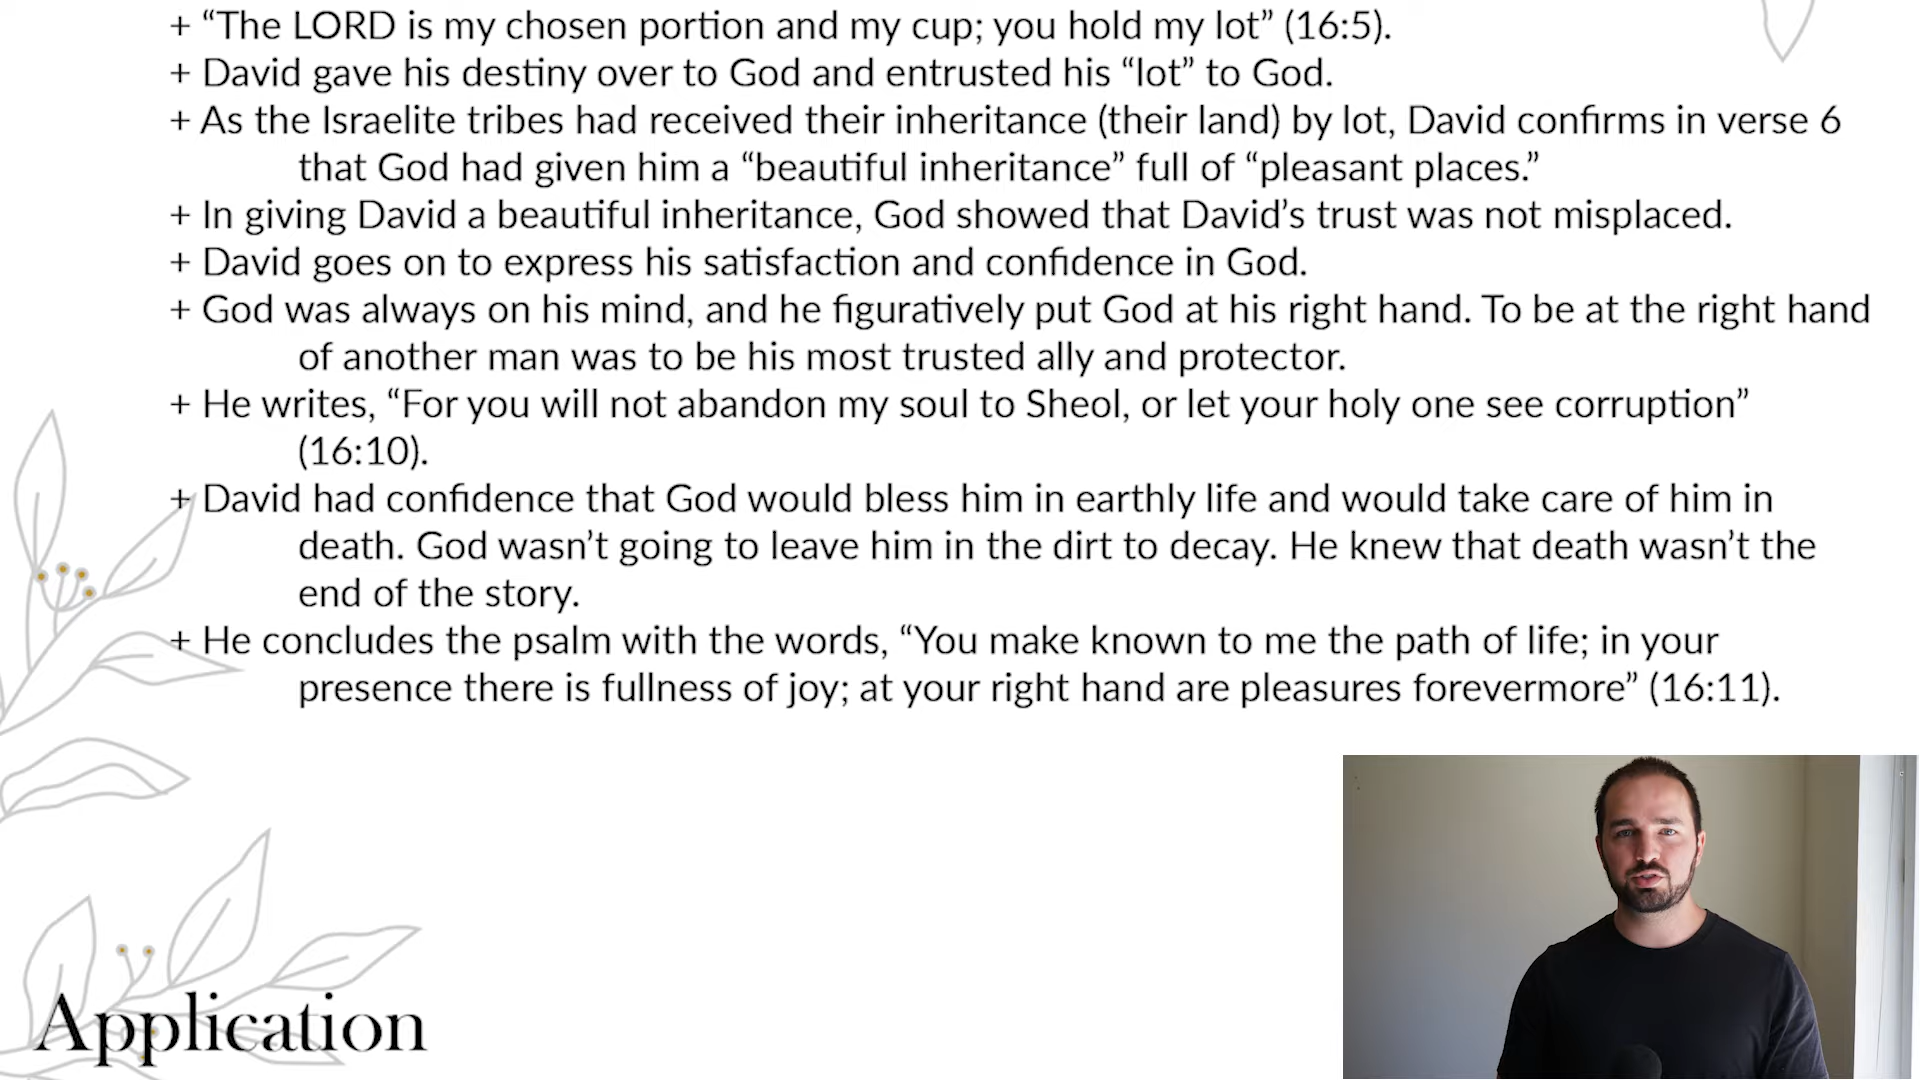 + “The LORD is my chosen portion and my cup; you hold my lot” (16:5).
+ David gave his destiny over to God and entrusted his “lot” to God.
+ As the Israelite tribes had received their inheritance (their land) by lot, David confirms in verse 6
that God had given him a “beautiful inheritance” full of “pleasant places.”
+ In giving David a beautiful inheritance, God showed that David’s trust was not misplaced.
+ David goes on to express his satisfaction and confidence in God.
+ God was always on his mind, and he figuratively put God at his right hand. To be at the right hand
of another man was to be his most trusted ally and protector.
+ He writes, “For you will not abandon my soul to Sheol, or let your holy one see corruption”
(16:10).
+ David had confidence that God would bless him in earthly life and would take care of him in
death. God wasn’t going to leave him in the dirt to decay. He knew that death wasn’t the
end of the story.
+ He concludes the psalm with the words, “You make known to me the path of life; in your
presence there is fullness of joy; at your right hand are pleasures forevermore” (16:11).
Application